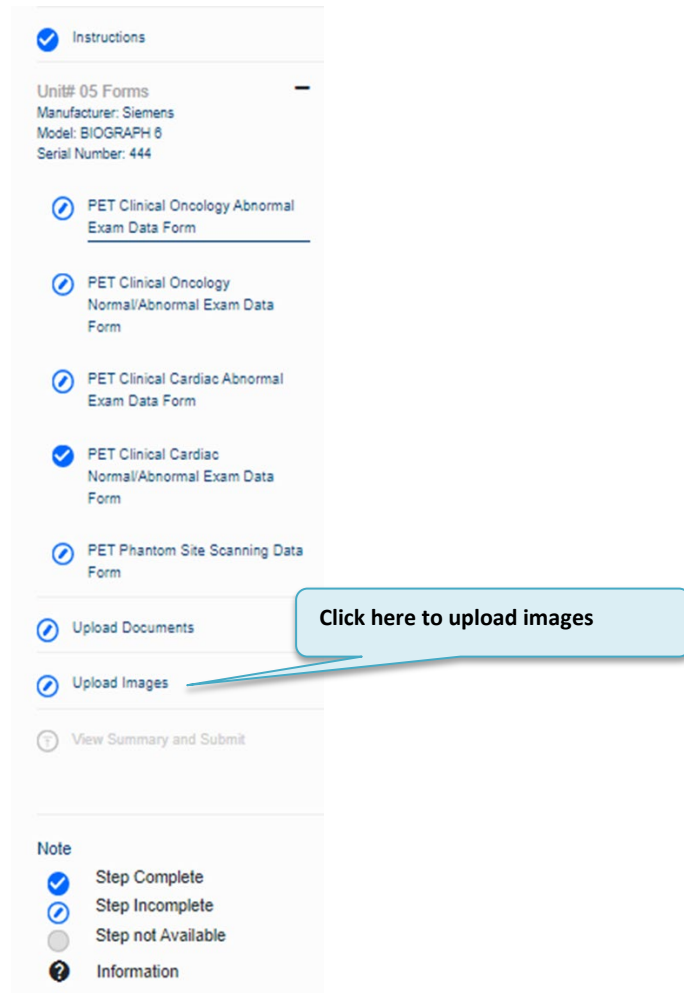 Instructions
Unit# 05 Forms
Manufacturer: Siemens
Model: BIOGRAPH 6
Serial Number: 444
PET Clinical Oncology Abnormal
Exam Data Form
PET Clinical Oncology
Normal/Abnormal Exam Data
Form
PET Clinical Cardiac Abnormal
Exam Data Form
PET Clinical Cardiac
Normal/Abnormal Exam Data
Form
PET Phantom Site Scanning Data
Form
Upload Documents
Click here to upload images
Upload Images
View Summary and Submit
Note
Step Complete
Step Incomplete
Step not Available
Information